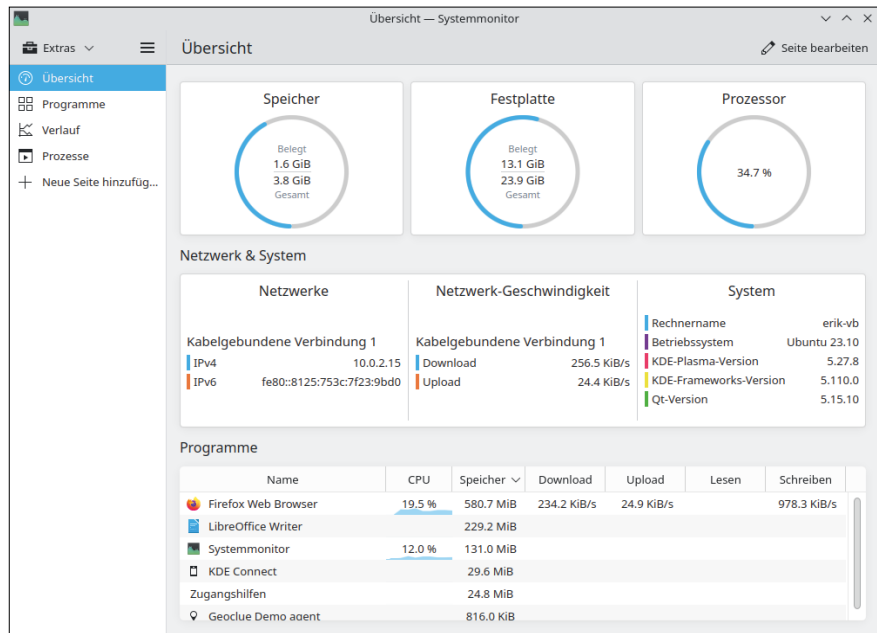 Übersicht — Systemmonitor
Extras
Übersicht
Seite bearbeiten
Übersicht
Programme
Verlauf
Prozesse
Neue Seite hinzufüg...
Speicher
Belegt
1.6 GiB
3.8 GiB
Gesamt
Festplatte
Belegt
13.1 GiB
23.9 GiB
Gesamt
Prozessor
34.7 %
Netzwerk & System
Netzwerke
Kabelgebundene Verbindung 1
IPv4 10.0.2.15
IPv6 fe80::8125:753c:7f23:9bd0
Netzwerk-Geschwindigkeit
Kabelgebundene Verbindung 1
Download 256.5 KiB/s
Upload 24.4 KiB/s
System
Rechnername erik-vb
Betriebssystem Ubuntu 23.10
KDE-Plasma-Version 5.27.8
KDE-Frameworks-Version 5.110.0
Qt-Version 5.15.10
Programme
Name CPU Speicher Download Upload Lesen Schreiben
Firefox Web Browser 19.5 % 580.7 MiB 234.2 KiB/s 24.9 KiB/s 978.3 KiB/s
LibreOffice Writer 229.2 MiB
Systemmonitor 12.0 % 131.0 MiB
KDE Connect 29.6 MiB
Zugangshilfen 24.8 MiB
Geoclue Demo agent 816.0 KiB